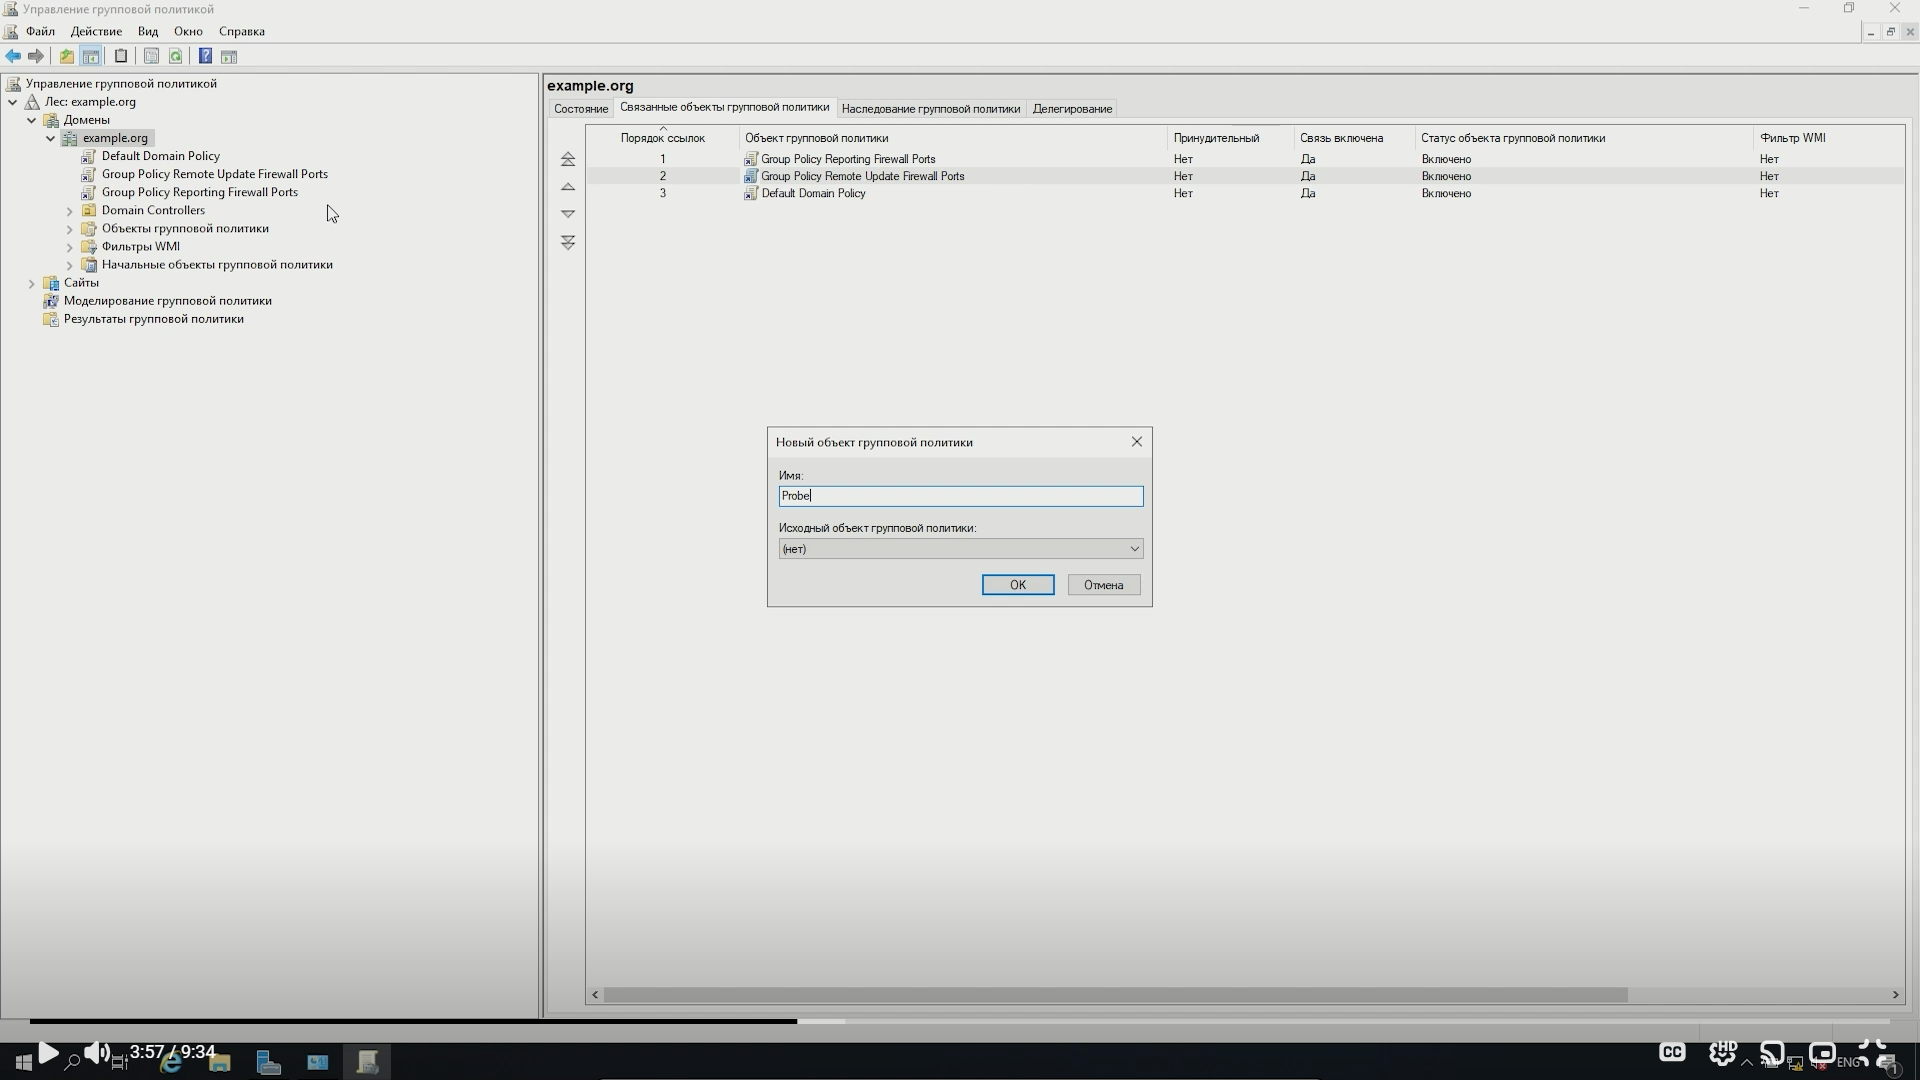 Управление групповой политикой
Файл Действие Вид Окно Справка
Управление групповой политикой
Лес: example.org
Домены
example.org
Default Domain Policy
Group Policy Remote Update Firewall Ports
Group Policy Reporting Firewall Ports
Domain Controllers
Объекты групповой политики
Фильтры WMI
Начальные объекты групповой политики
Сайты
Моделирование групповой политики
Результаты групповой политики
example.org
Состояние Связанные объекты групповой политики Наследование групповой политики Делегирование
Порядок ссылок Объект групповой политики Принудительный Связь включена Статус объекта групповой политики Фильтр WMI
1 Group Policy Reporting Firewall Ports Нет Да Включено Нет
2 Group Policy Remote Update Firewall Ports Нет Да Включено Нет
3 Default Domain Policy Нет Да Включено Нет
Новый объект групповой политики
Имя:
Probe
Исходный объект групповой политики:
(нет)
OK Отмена
3:57 / 9:34
CC HD ENG 1